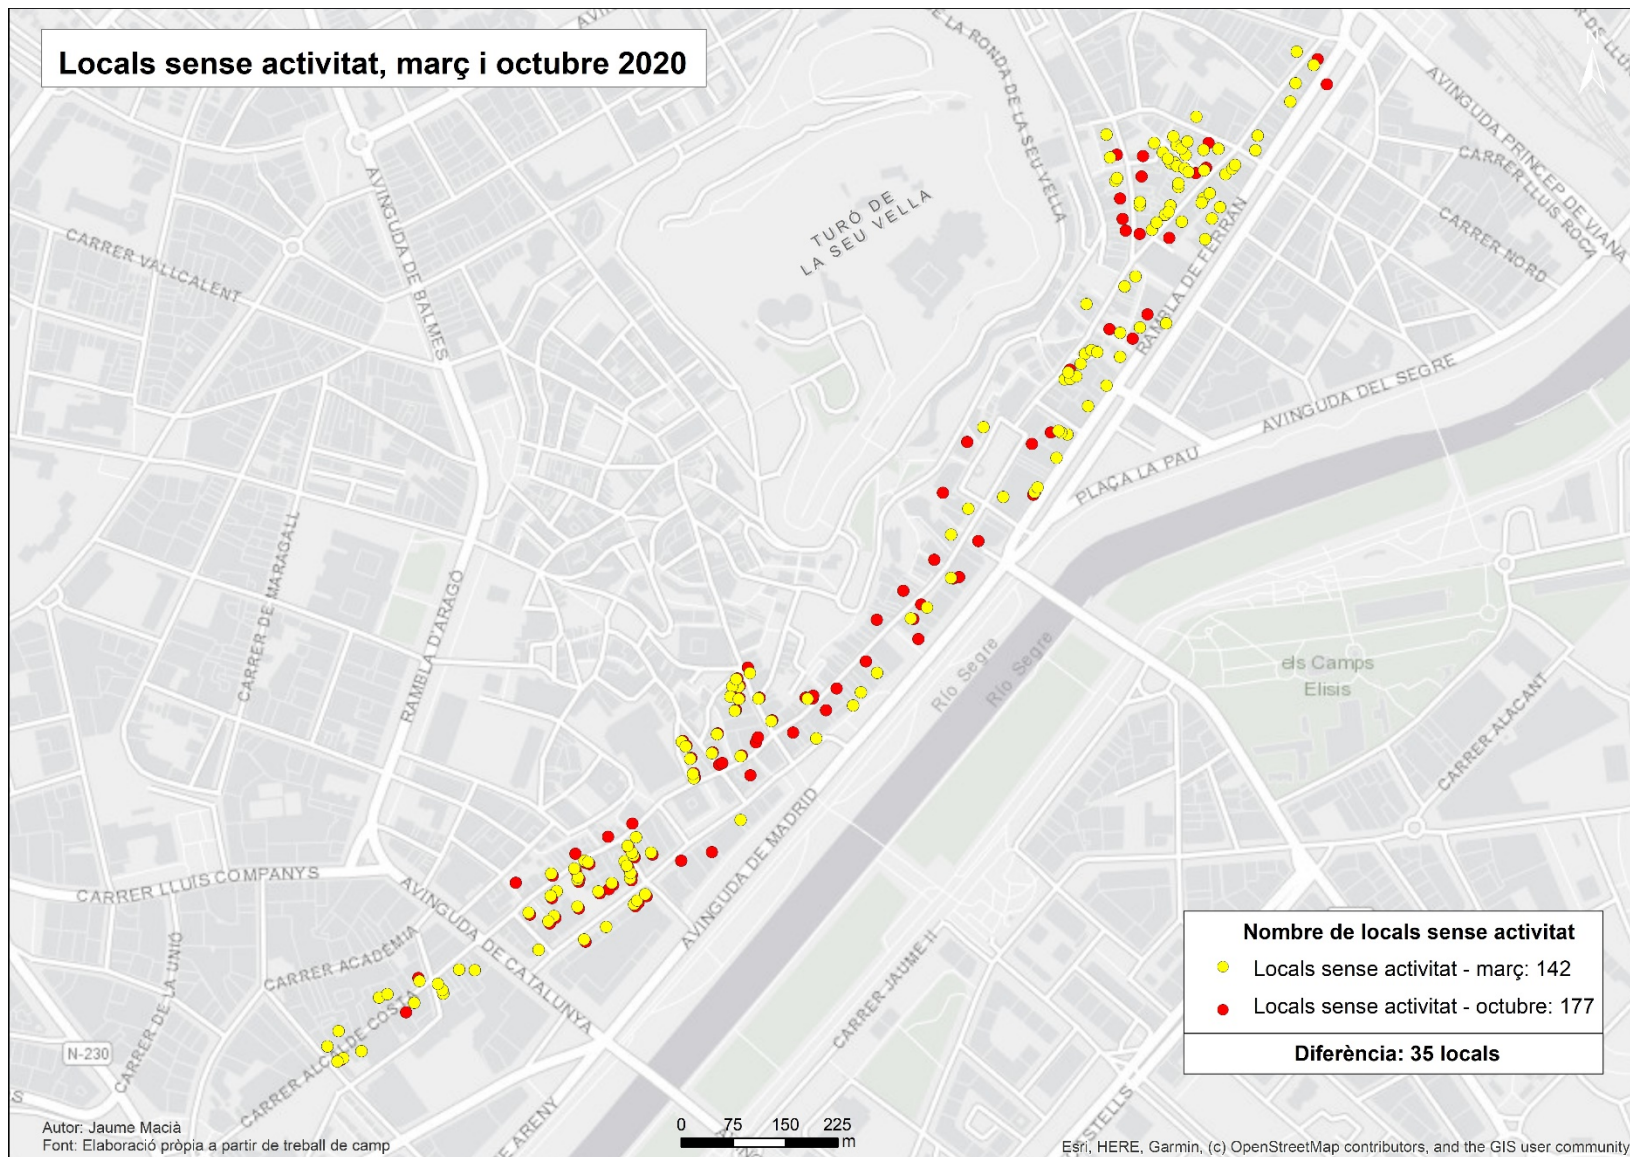 Locals sense activitat, març i octubre 2020
DE LA RONDA DE LA SEU VELLA
AVINGUDA PRINCEP DE VIANA
CARRER LLUÍS ROCA
CARRER NORD
AVINGUDA DE BALMES
CARRER VALLCALENT
TURÓ DE
LA SEU VELLA
RAMBLA DE FERRAN
AVINGUDA DEL SEGRE
PLAÇA LA PAU
CARRER DE MARAGALL
RAMBLA D'ARAGÓ
Río Segre
Río Segre
els Camps
Elisis
CARRER ALACANT
AVINGUDA DE MADRID
CARRER LLUÍS COMPANYS
AVINGUDA DE CATALUNYA
CARRER ACADÈMIA
CARRER DE LA UNIÓ
CARRER ALCALDE COSTA
CARRER JAUME II
N-230
Nombre de locals sense activitat
Locals sense activitat - març: 142
Locals sense activitat - octubre: 177
Diferència: 35 locals
0 75 150 225
m
Autor: Jaume Macià
Font: Elaboració pròpia a partir de treball de camp
Esri, HERE, Garmin, (c) OpenStreetMap contributors, and the GIS user community